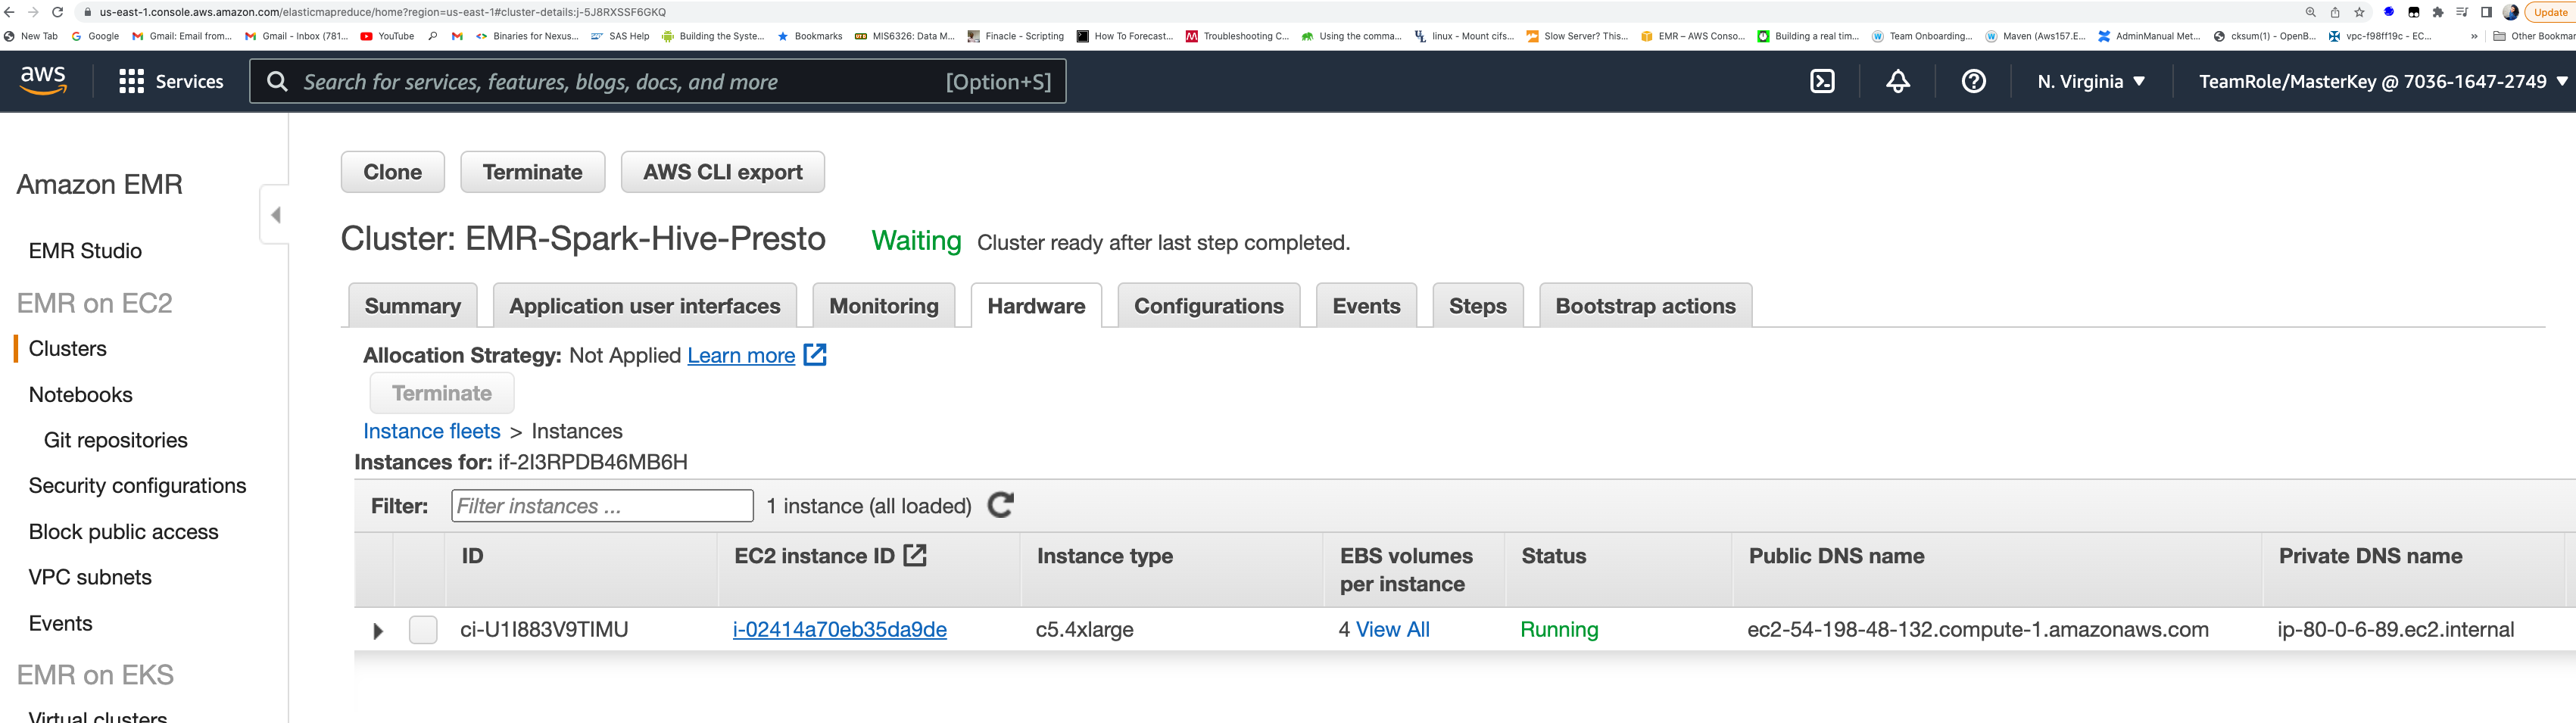 us-east-1.console.aws.amazon.com/elasticmapreduce/home?region=us-east-1#cluster-details:j-5J8RXSSF6GKQ
Update
New Tab Google Gmail: Email from... Gmail - Inbox (781... YouTube Binaries for Nexus... SAS Help Building the Syste... Bookmarks MIS6326: Data M... Finacle - Scripting How To Forecast... Troubleshooting C... Using the comma... linux - Mount cifs... Slow Server? This... EMR – AWS Conso... Building a real tim... Team Onboarding... Maven (Aws157.E... AdminManual Met... cksum(1) - OpenB... vpc-f98ff19c - EC... » Other Bookmar
aws Services Search for services, features, blogs, docs, and more [Option+S] N. Virginia TeamRole/MasterKey @ 7036-1647-2749
Amazon EMR
EMR Studio
EMR on EC2
Clusters
Notebooks
Git repositories
Security configurations
Block public access
VPC subnets
Events
EMR on EKS
Virtual clusters
Clone Terminate AWS CLI export
Cluster: EMR-Spark-Hive-Presto Waiting Cluster ready after last step completed.
Summary Application user interfaces Monitoring Hardware Configurations Events Steps Bootstrap actions
Allocation Strategy: Not Applied Learn more
Terminate
Instance fleets > Instances
Instances for: if-2I3RPDB46MB6H
Filter: Filter instances ... 1 instance (all loaded)
ID EC2 instance ID Instance type EBS volumes per instance Status Public DNS name Private DNS name
ci-U1I883V9TIMU i-02414a70eb35da9de c5.4xlarge 4 View All Running ec2-54-198-48-132.compute-1.amazonaws.com ip-80-0-6-89.ec2.internal